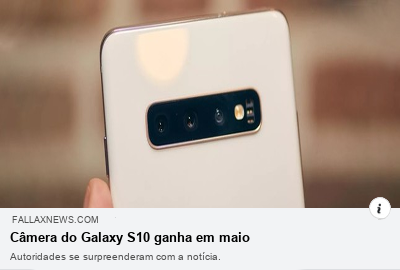 FALLAXNEWS.COM
Câmera do Galaxy S10 ganha em maio
Autoridades se surpreenderam com a notícia.
i